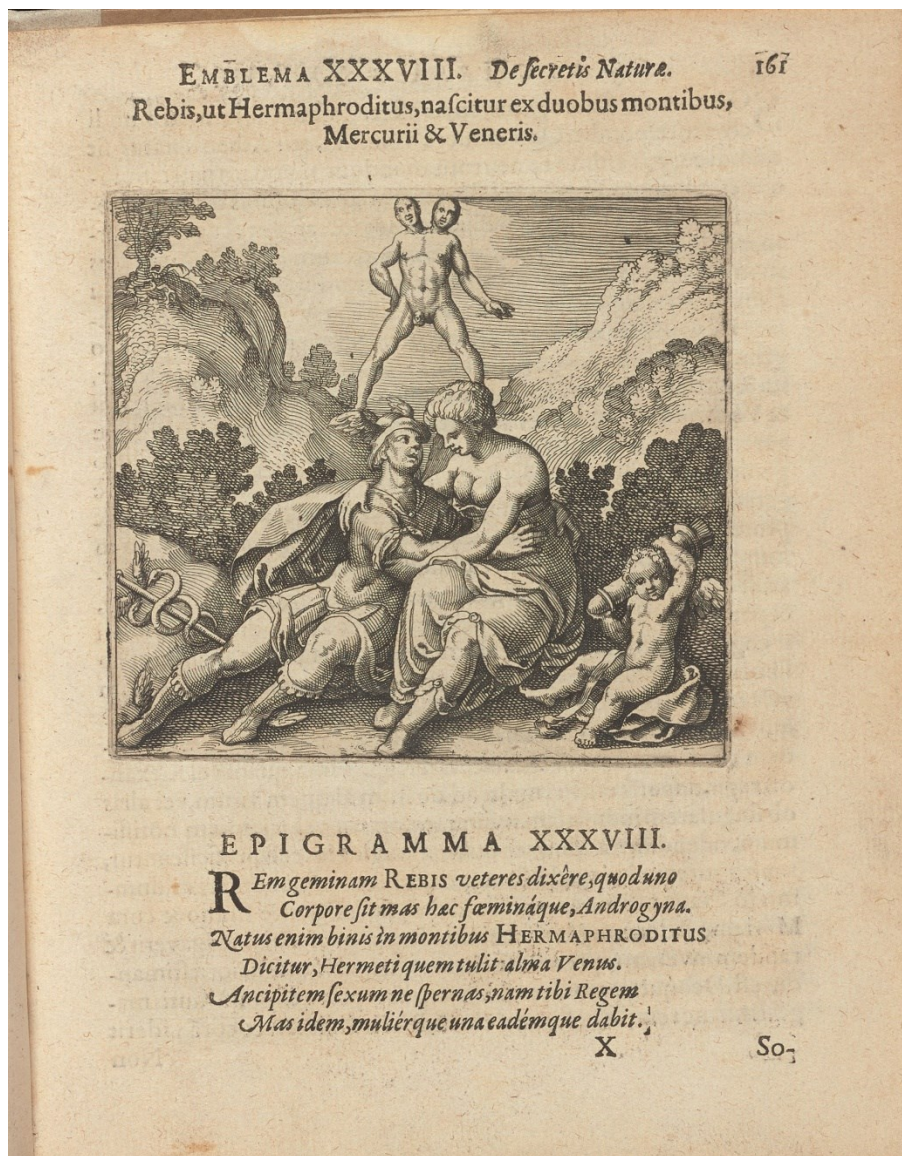 EMBLEMA XXXVIII. De ſecretis Naturæ. 161
Rebis, ut Hermaphroditus, naſcitur ex duobus montibus,
Mercurii & Veneris.
EPIGRAMMA XXXVIII.
REm geminam REBIS veteres dixêre, quod uno
Corpore ſit mas hæc fœmináque, Androgyna.
Natus enim binis in montibus HERMAPHRODITUS
Dicitur, Hermeti quem tulit alma Venus.
Ancipitem ſexum ne ſpernas, nam tibi Regem
Mas idem, muliérque una eadémque dabit.
X So-